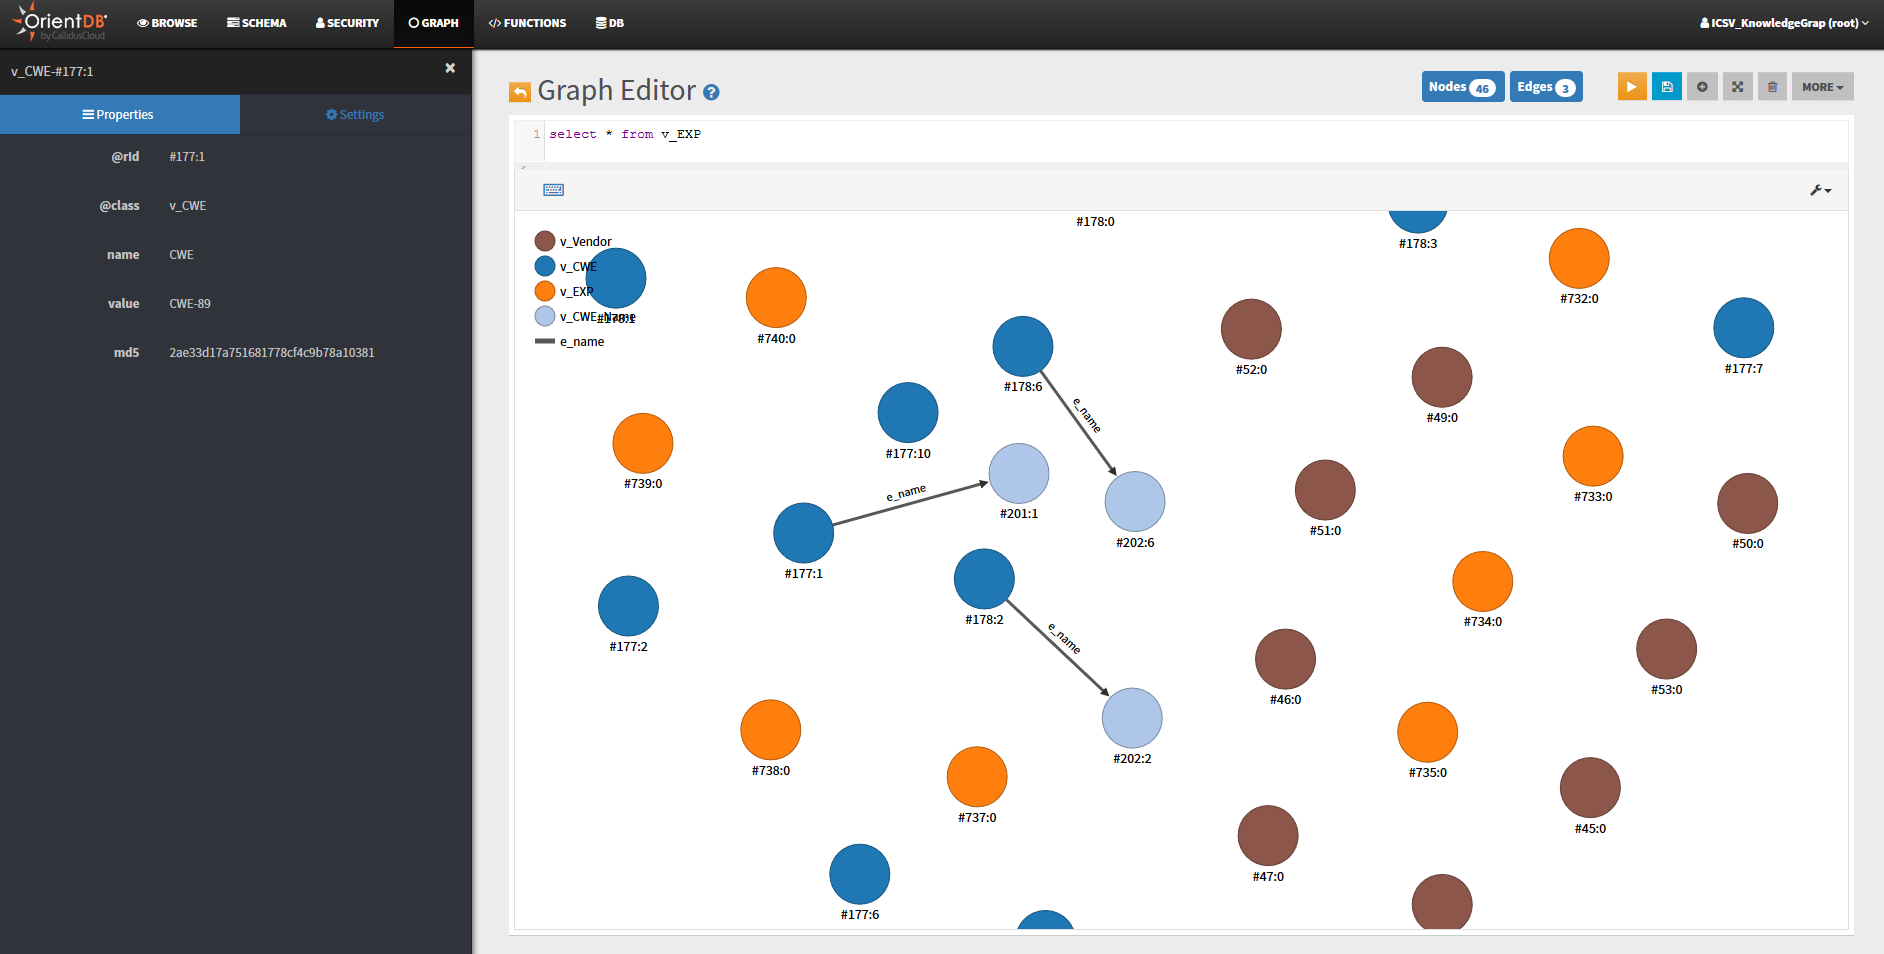 OrientDB
by CallidusCloud
BROWSE
SCHEMA
SECURITY
GRAPH
</> FUNCTIONS
DB
ICSV_KnowledgeGrap (root)
v_CWE-#177:1
Properties
Settings
@rid #177:1
@class v_CWE
name CWE
value CWE-89
md5 2ae33d17a751681778cf4c9b78a10381
Graph Editor
Nodes 46
Edges 3
MORE
1 select * from v_EXP
v_Vendor
v_CWE
v_EXP
v_CWE_Name
e_name
#178:0
#178:3
#178:1
#740:0
#732:0
#178:6
#52:0
#177:7
e_name
#49:0
#177:10
#739:0
e_name
#201:1
#202:6
#51:0
#733:0
#50:0
#177:1
#178:2
#734:0
#177:2
e_name
#46:0
#53:0
#202:2
#738:0
#735:0
#737:0
#45:0
#47:0
#177:6